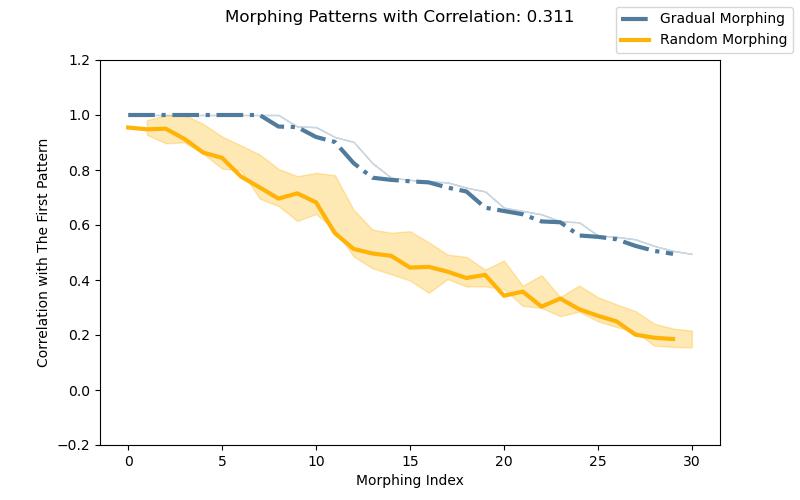 Morphing Patterns with Correlation: 0.311
Gradual Morphing
Random Morphing
1.2
1.0
0.8
0.6
0.4
0.2
0.0
−0.2
Correlation with The First Pattern
0 5 10 15 20 25 30
Morphing Index